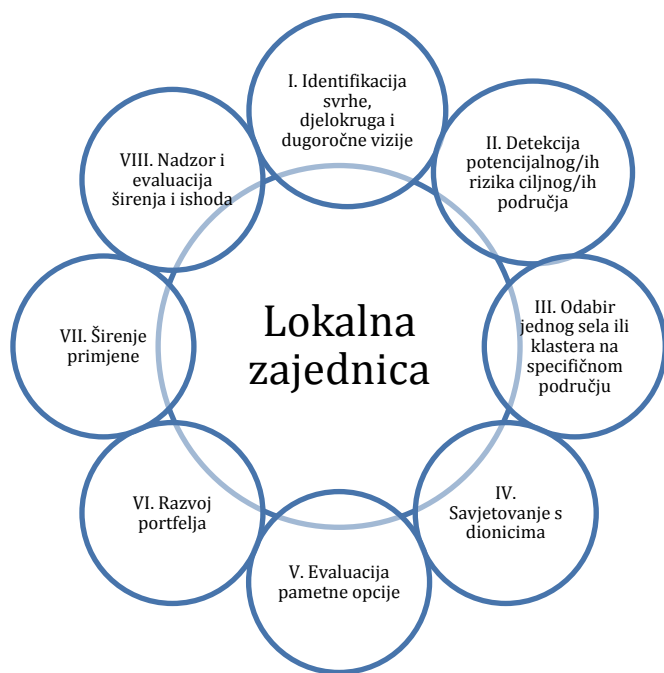 I. Identifikacija
svrhe,
djelokruga i
dugoročne vizije
II. Detekcija
potencijalnog/ih
rizika ciljnog/ih
područja
III. Odabir
jednog sela ili
klastera na
specifičnom
području
IV.
Savjetovanje s
dionicima
V. Evaluacija
pametne opcije
VI. Razvoj
portfelja
VII. Širenje
primjene
VIII. Nadzor i
evaluacija
širenja i ishoda
Lokalna
zajednica